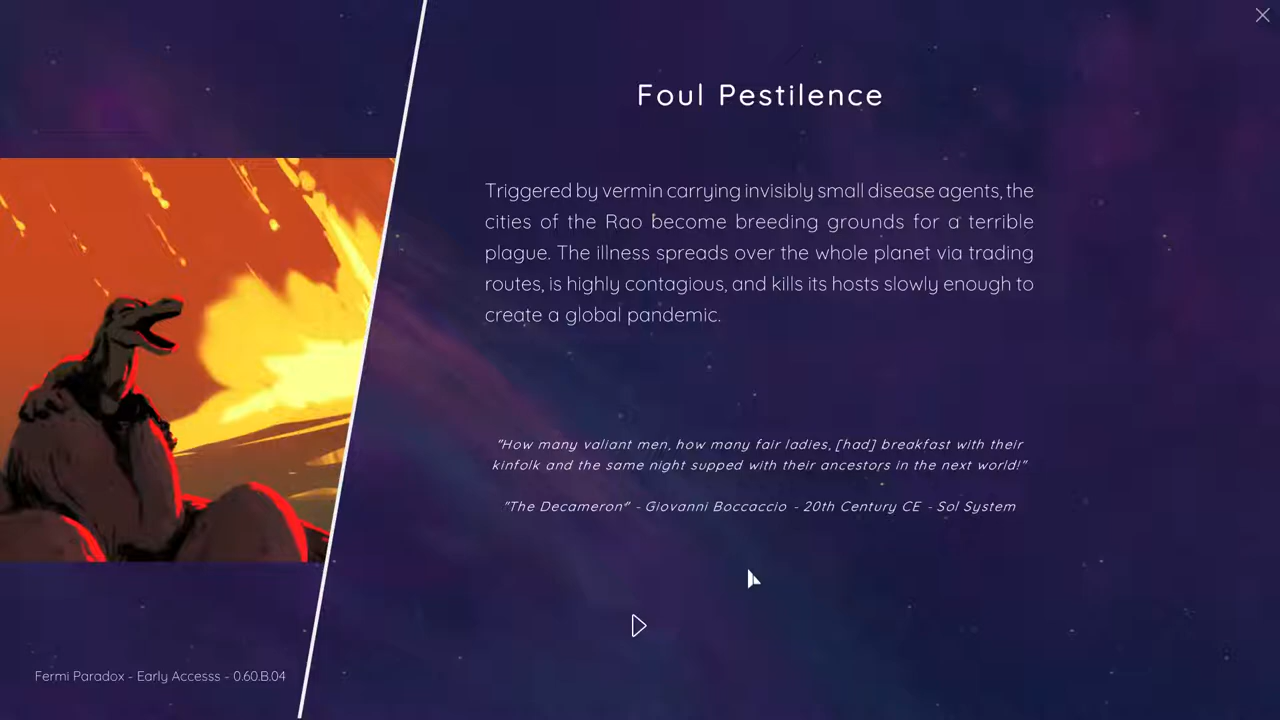 Foul Pestilence
Triggered by vermin carrying invisibly small disease agents, the
cities of the Rao become breeding grounds for a terrible
plague. The illness spreads over the whole planet via trading
routes, is highly contagious, and kills its hosts slowly enough to
create a global pandemic.
"How many valiant men, how many fair ladies, [had] breakfast with their
kinfolk and the same night supped with their ancestors in the next world!"
"The Decameron" - Giovanni Boccaccio - 20th Century CE - Sol System
Fermi Paradox - Early Accesss - 0.60.B.04